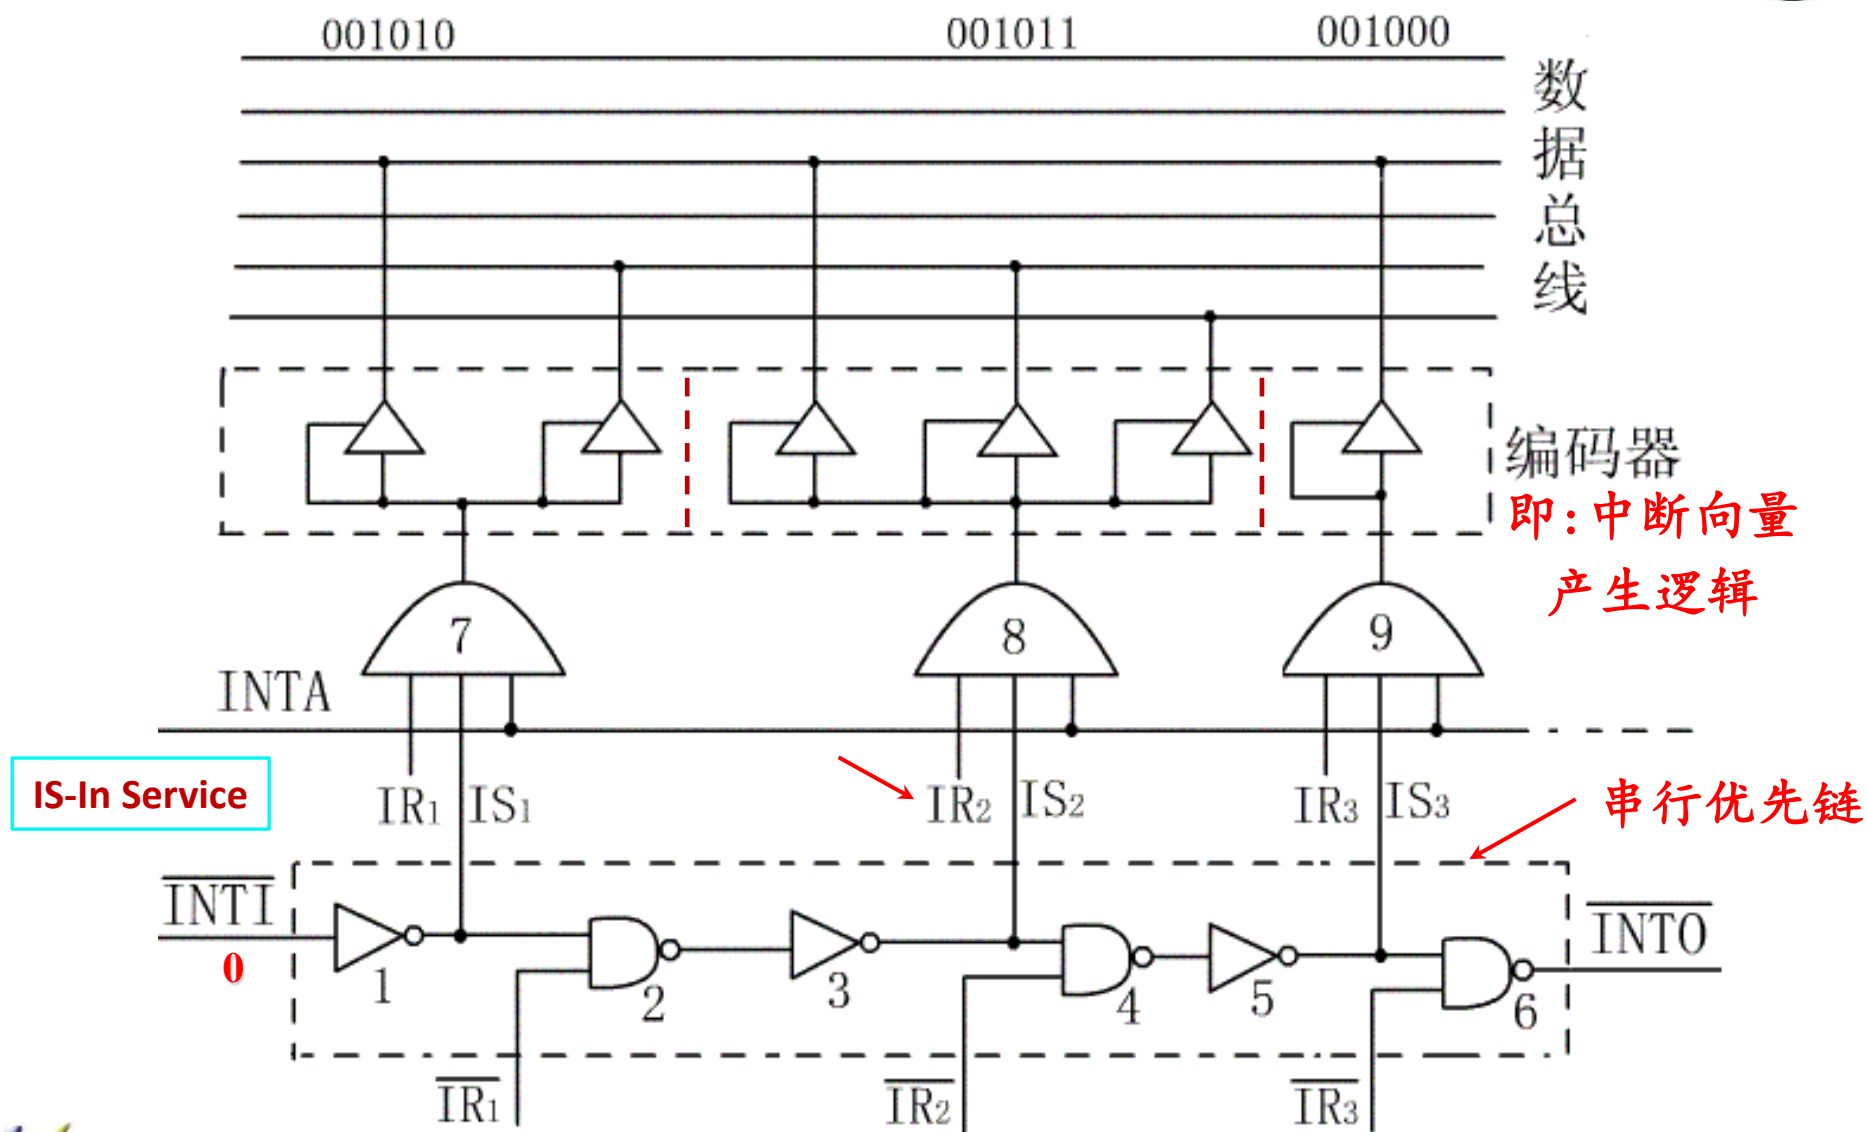 001010 001011 001000
数据总线
编码器
即:中断向量
产生逻辑
7 8 9
INTA
IS-In Service
IR1 IS1 IR2 IS2 IR3 IS3
串行优先链
INTI
0
1 2 3 4 5 6
INTO
IR1 IR2 IR3